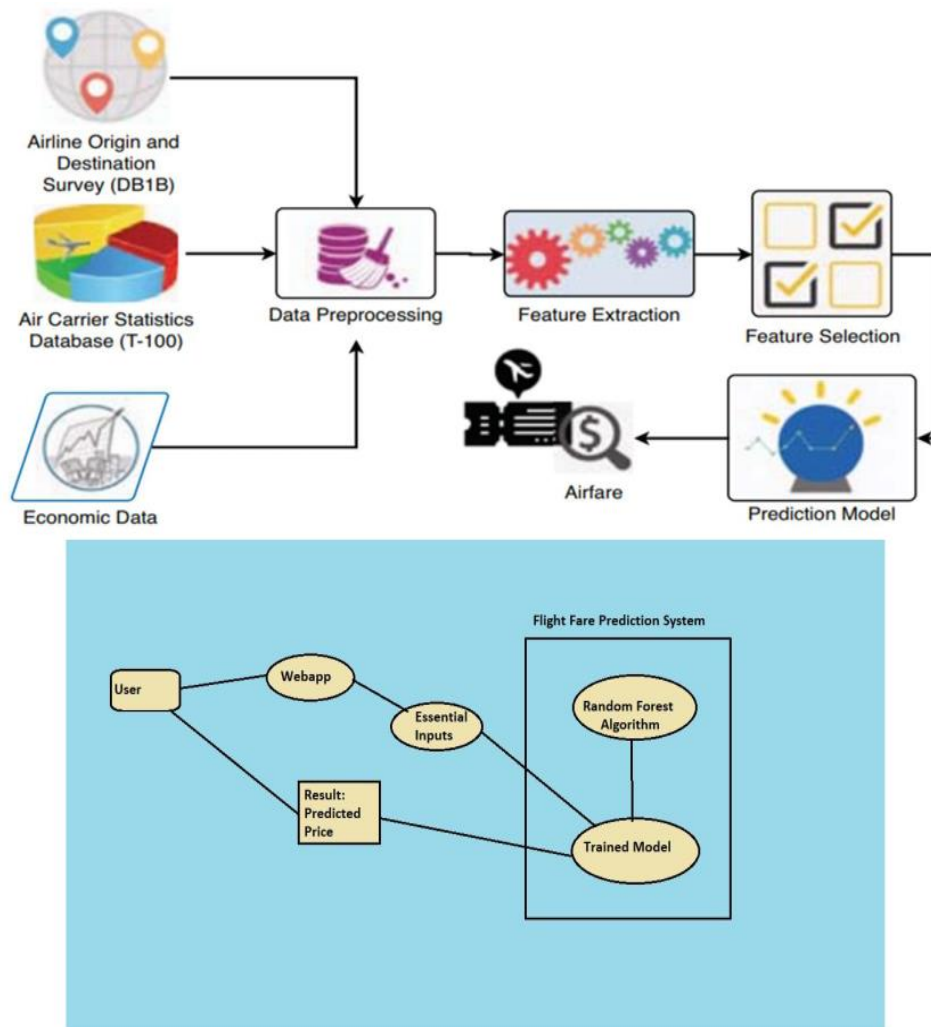 Airline Origin and
Destination
Survey (DB1B)
Air Carrier Statistics
Database (T-100)
Economic Data
Data Preprocessing
Feature Extraction
Feature Selection
$
Airfare
Prediction Model
Flight Fare Prediction System
User
Webapp
Essential
Inputs
Random Forest
Algorithm
Result:
Predicted
Price
Trained Model